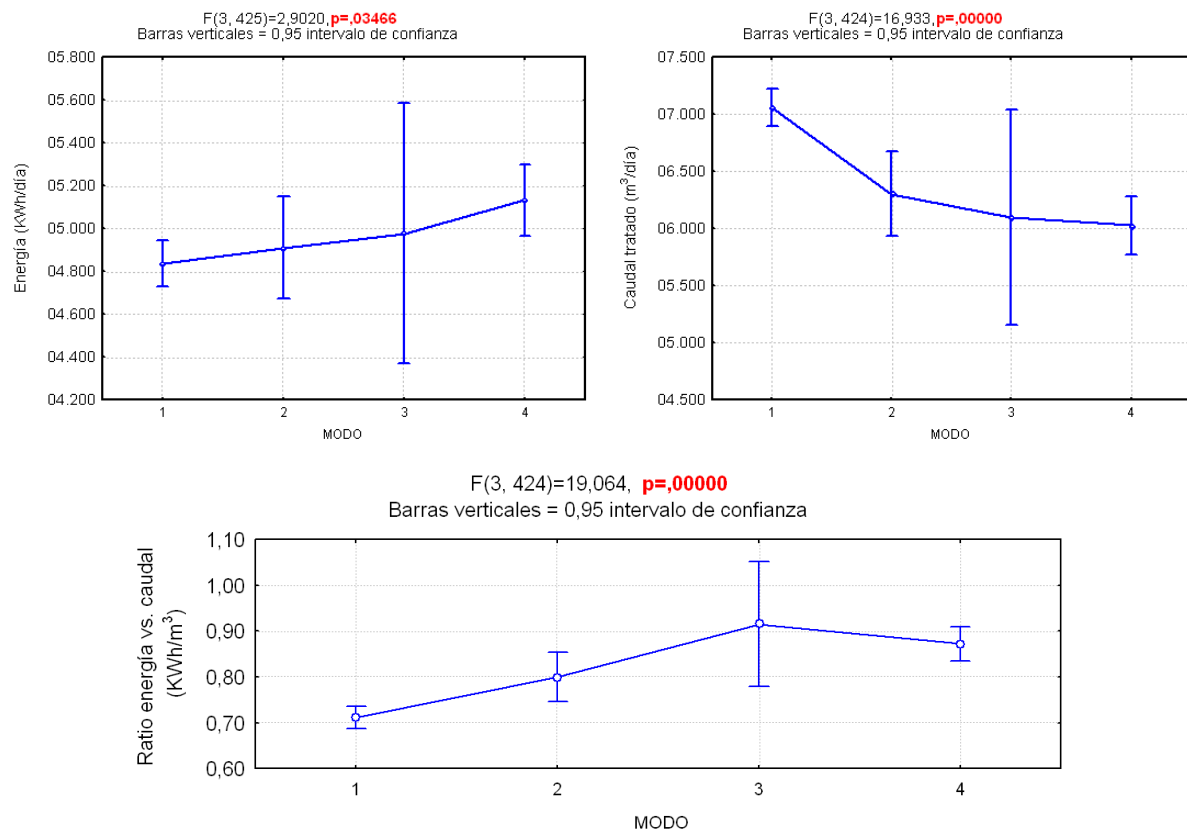 F(3, 425)=2,9020, p=,03466
Barras verticales = 0,95 intervalo de confianza
05.800
05.600
05.400
05.200
05.000
04.800
04.600
04.400
04.200
Energía (KWh/día)
1 2 3 4
MODO
F(3, 424)=16,933, p=,00000
Barras verticales = 0,95 intervalo de confianza
07.500
07.000
06.500
06.000
05.500
05.000
04.500
Caudal tratado (m³/día)
1 2 3 4
MODO
F(3, 424)=19,064, p=,00000
Barras verticales = 0,95 intervalo de confianza
1,10
1,00
0,90
0,80
0,70
0,60
Ratio energía vs. caudal
(KWh/m³)
1 2 3 4
MODO